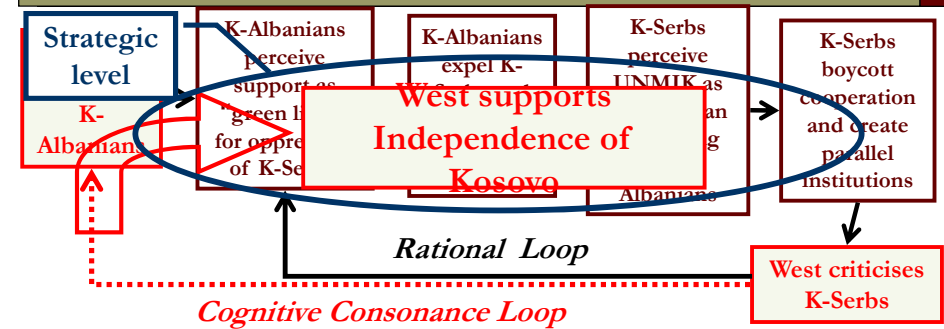 Strategic
level
K-
Albanians
K-Albanians
perceive
support as
"green
for
of K-Se
K-Albanians
expel K-
K-Serbs
perceive
UNMIK as
an
Albanians
West supports
Independence of
Kosovo
K-Serbs
boycott
cooperation
and create
parallel
institutions
Rational Loop
West criticises
K-Serbs
Cognitive Consonance Loop